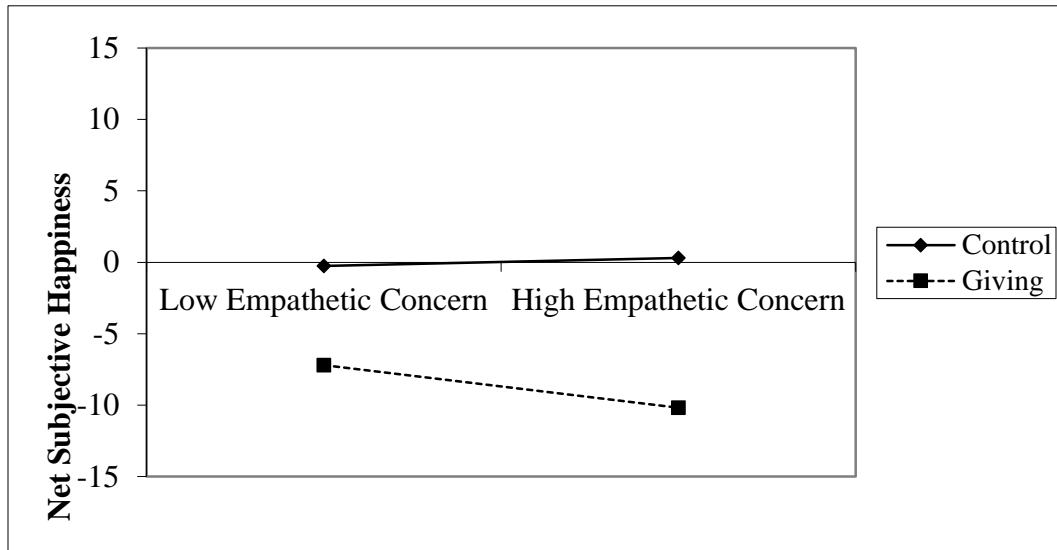 15
10
5
0
-5
-10
-15
Net Subjective Happiness
Low Empathetic Concern
High Empathetic Concern
Control
Giving